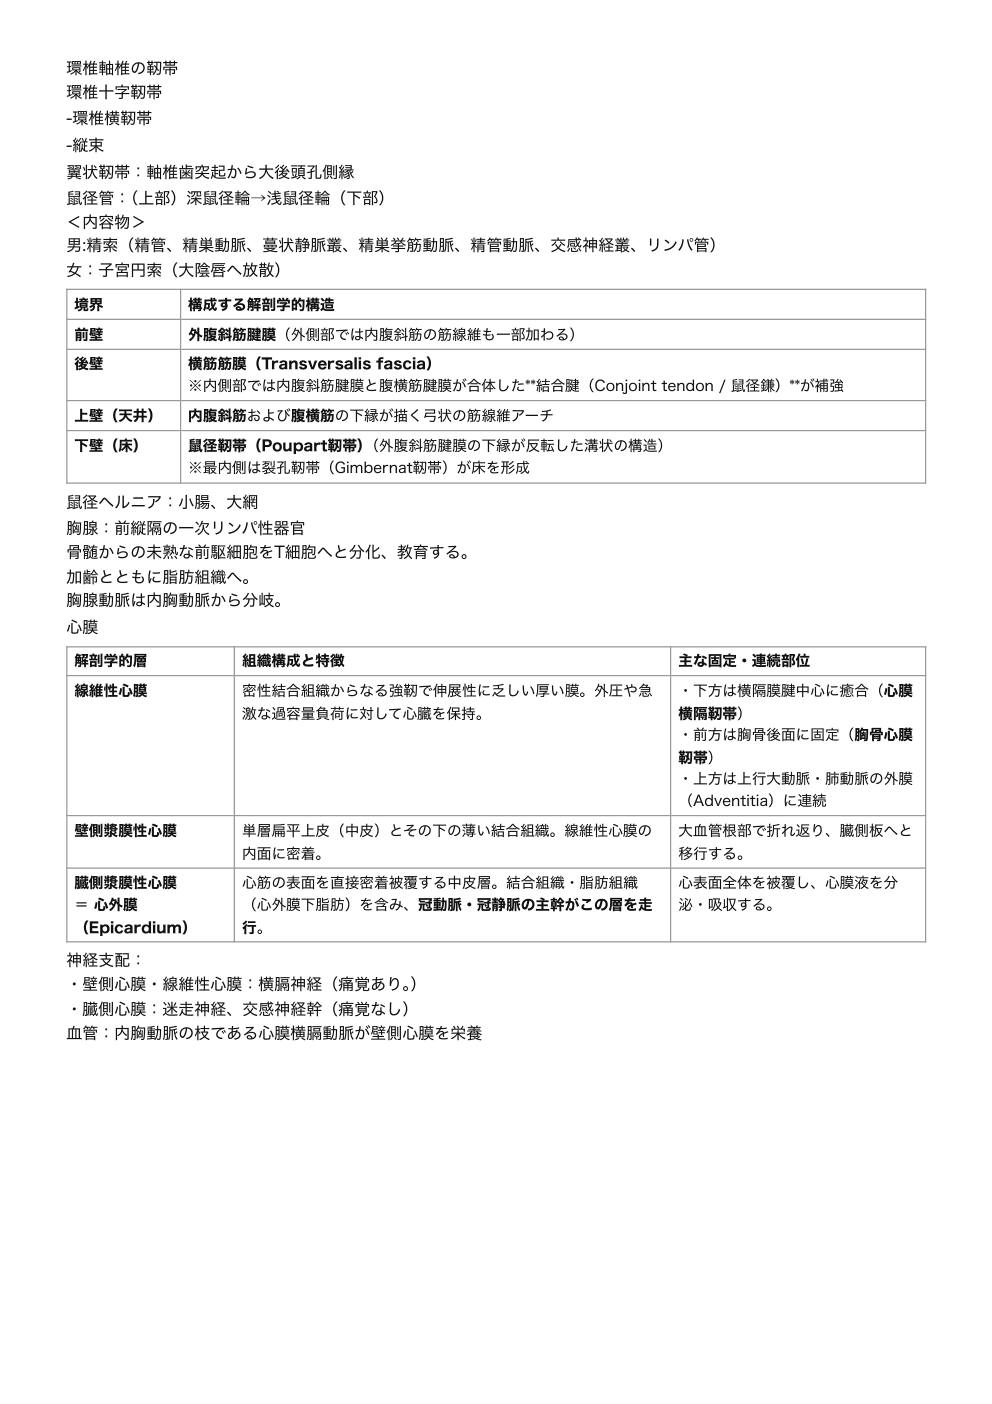 環椎軸椎の靭帯
環椎十字靭帯
-環椎横靭帯
-縦束
翼状靭帯：軸椎歯突起から大後頭孔側縁
鼠径管：（上部）深鼠径輪→浅鼠径輪（下部）
＜内容物＞
男:精索（精管、精巣動脈、蔓状静脈叢、精巣挙筋動脈、精管動脈、交感神経叢、リンパ管）
女：子宮円索（大陰唇へ放散）
境界 構成する解剖学的構造
前壁 外腹斜筋腱膜（外側部では内腹斜筋の筋線維も一部加わる）
後壁 横筋筋膜（Transversalis fascia）
※内側部では内腹斜筋腱膜と腹横筋腱膜が合体した**結合腱（Conjoint tendon / 鼠径鎌）**が補強
上壁（天井） 内腹斜筋および腹横筋の下縁が描く弓状の筋線維アーチ
下壁（床） 鼠径靭帯（Poupart靭帯）（外腹斜筋腱膜の下縁が反転した溝状の構造）
※最内側は裂孔靭帯（Gimbernat靭帯）が床を形成
鼠径ヘルニア：小腸、大網
胸腺：前縦隔の一次リンパ性器官
骨髄からの未熟な前駆細胞をT細胞へと分化、教育する。
加齢とともに脂肪組織へ。
胸腺動脈は内胸動脈から分岐。
心膜
解剖学的層 組織構成と特徴 主な固定・連続部位
線維性心膜 密性結合組織からなる強靭で伸展性に乏しい厚い膜。外圧や急
激な過容量負荷に対して心臓を保持。
・下方は横隔膜腱中心に癒合（心膜
横隔靭帯）
・前方は胸骨後面に固定（胸骨心膜
靭帯）
・上方は上行大動脈・肺動脈の外膜
（Adventitia）に連続
壁側漿膜性心膜 単層扁平上皮（中皮）とその下の薄い結合組織。線維性心膜の
内面に密着。
大血管根部で折れ返り、臓側板へと
移行する。
臓側漿膜性心膜
＝ 心外膜
（Epicardium）
心筋の表面を直接密着被覆する中皮層。結合組織・脂肪組織
（心外膜下脂肪）を含み、冠動脈・冠静脈の主幹がこの層を走
行。
心表面全体を被覆し、心膜液を分
泌・吸収する。
神経支配：
・壁側心膜・線維性心膜：横膈神経（痛覚あり。）
・臓側心膜：迷走神経、交感神経幹（痛覚なし）
血管：内胸動脈の枝である心膜横膈動脈が壁側心膜を栄養